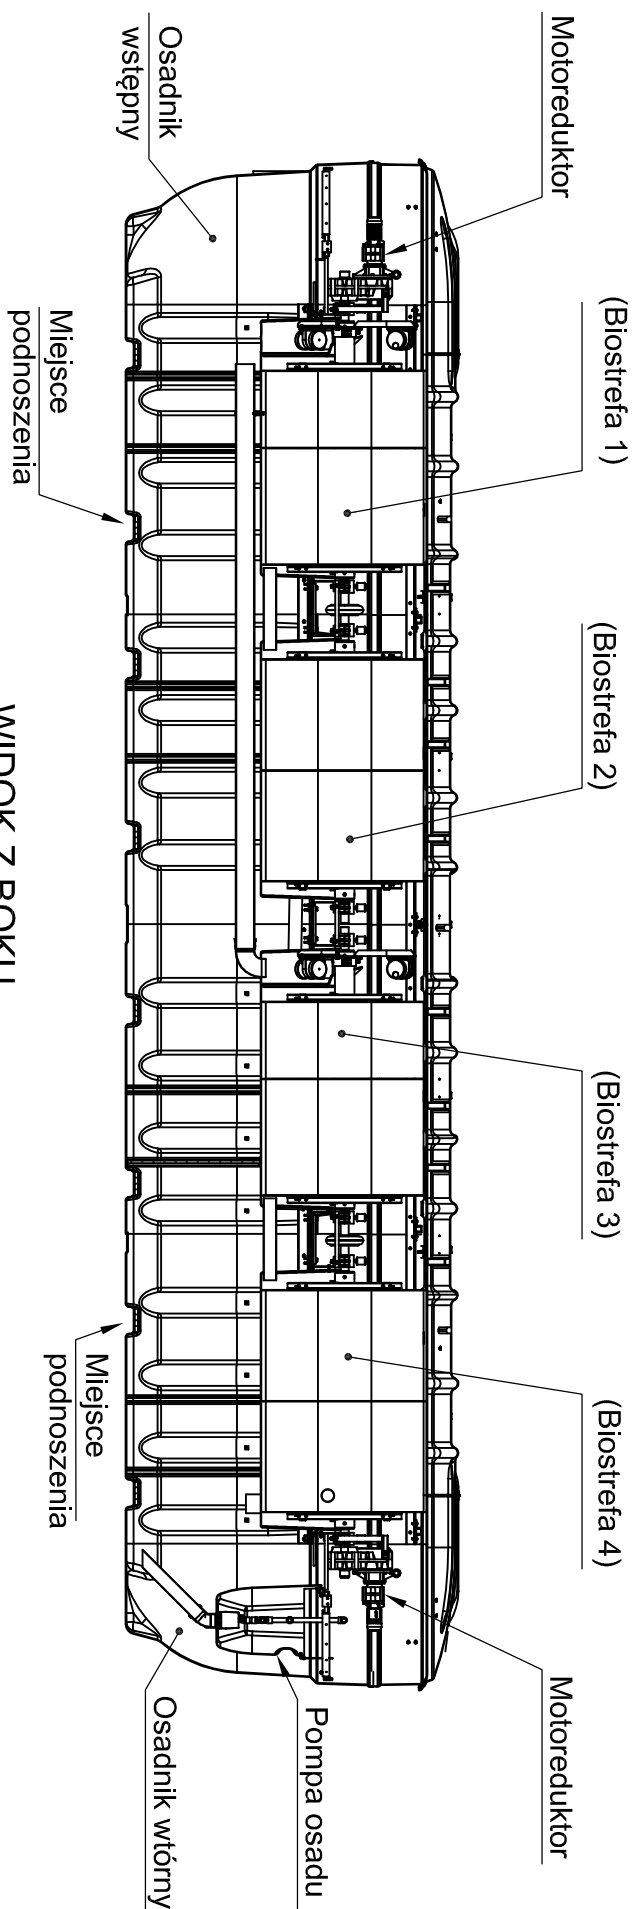 Motoreduktor
(Biostrefa 1)
(Biostrefa 2)
(Biostrefa 3)
(Biostrefa 4)
Motoreduktor
Osadnik
wstępny
Miejsce
podnoszenia
Miejsce
podnoszenia
Osadnik wtórny
Pompa osadu
WIDOK Z BOKU